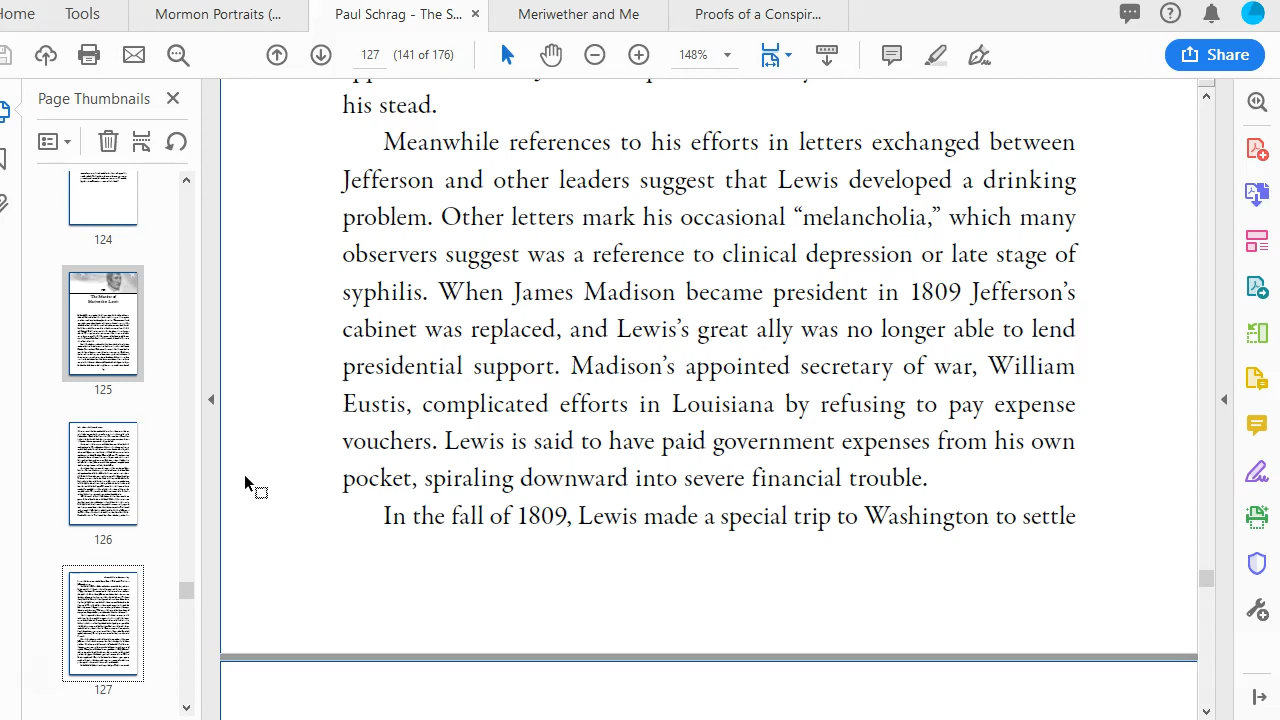 Home Tools Mormon Portraits (... Paul Schrag - The S... × Meriwether and Me Proofs of a Conspir...
127 (141 of 176) 148% Share
Page Thumbnails
124
125
126
127
his stead.
Meanwhile references to his efforts in letters exchanged between
Jefferson and other leaders suggest that Lewis developed a drinking
problem. Other letters mark his occasional “melancholia,” which many
observers suggest was a reference to clinical depression or late stage of
syphilis. When James Madison became president in 1809 Jefferson’s
cabinet was replaced, and Lewis’s great ally was no longer able to lend
presidential support. Madison’s appointed secretary of war, William
Eustis, complicated efforts in Louisiana by refusing to pay expense
vouchers. Lewis is said to have paid government expenses from his own
pocket, spiraling downward into severe financial trouble.
In the fall of 1809, Lewis made a special trip to Washington to settle